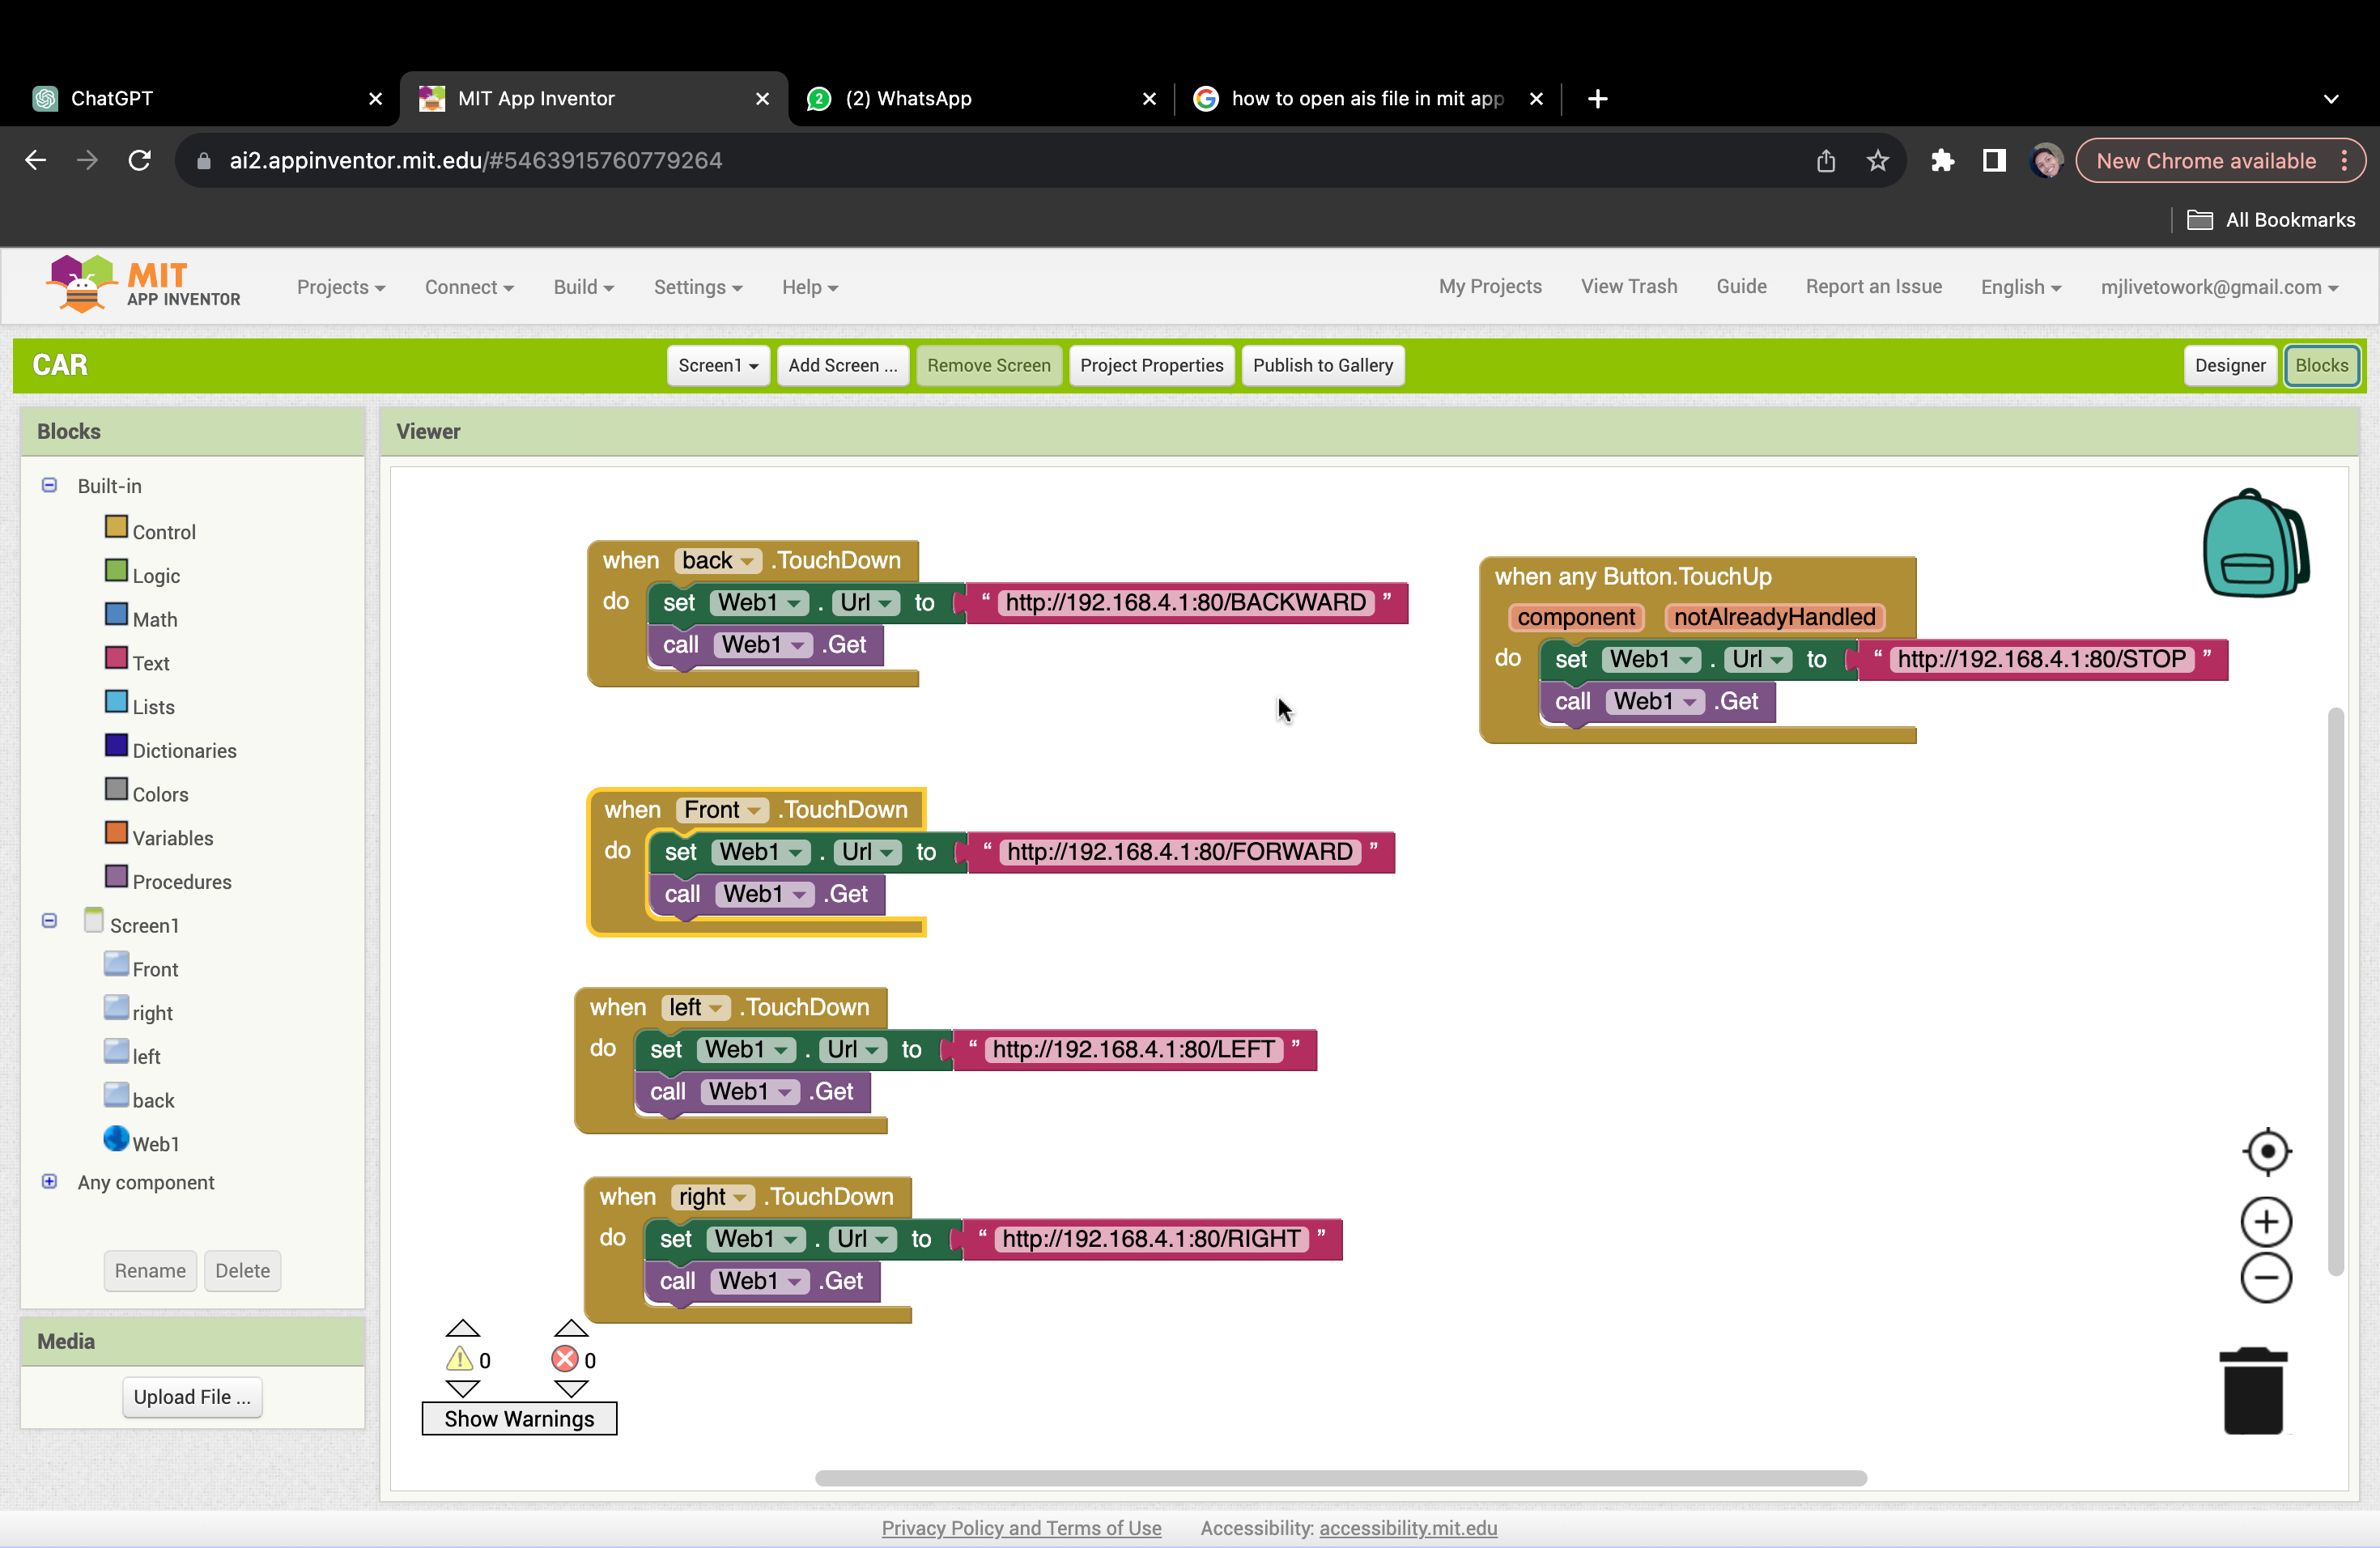 ChatGPT
MIT App Inventor
2
(2) WhatsApp
how to open ais file in mit app
ai2.appinventor.mit.edu/#5463915760779264
New Chrome available
All Bookmarks
MIT
APP INVENTOR
Projects
Connect
Build
Settings
Help
My Projects
View Trash
Guide
Report an Issue
English
mjlivetowork@gmail.com
CAR
Screen1
Add Screen ...
Remove Screen
Project Properties
Publish to Gallery
Designer
Blocks
Blocks
Built-in
Control
Logic
Math
Text
Lists
Dictionaries
Colors
Variables
Procedures
Screen1
Front
right
left
back
Web1
Any component
Rename
Delete
Media
Upload File ...
Viewer
when back .TouchDown
do set Web1 . Url to “ http://192.168.4.1:80/BACKWARD ”
call Web1 .Get
when any Button.TouchUp
component notAlreadyHandled
do set Web1 . Url to “ http://192.168.4.1:80/STOP ”
call Web1 .Get
when Front .TouchDown
do set Web1 . Url to “ http://192.168.4.1:80/FORWARD ”
call Web1 .Get
when left .TouchDown
do set Web1 . Url to “ http://192.168.4.1:80/LEFT ”
call Web1 .Get
when right .TouchDown
do set Web1 . Url to “ http://192.168.4.1:80/RIGHT ”
call Web1 .Get
0 0
Show Warnings
Privacy Policy and Terms of Use
Accessibility: accessibility.mit.edu